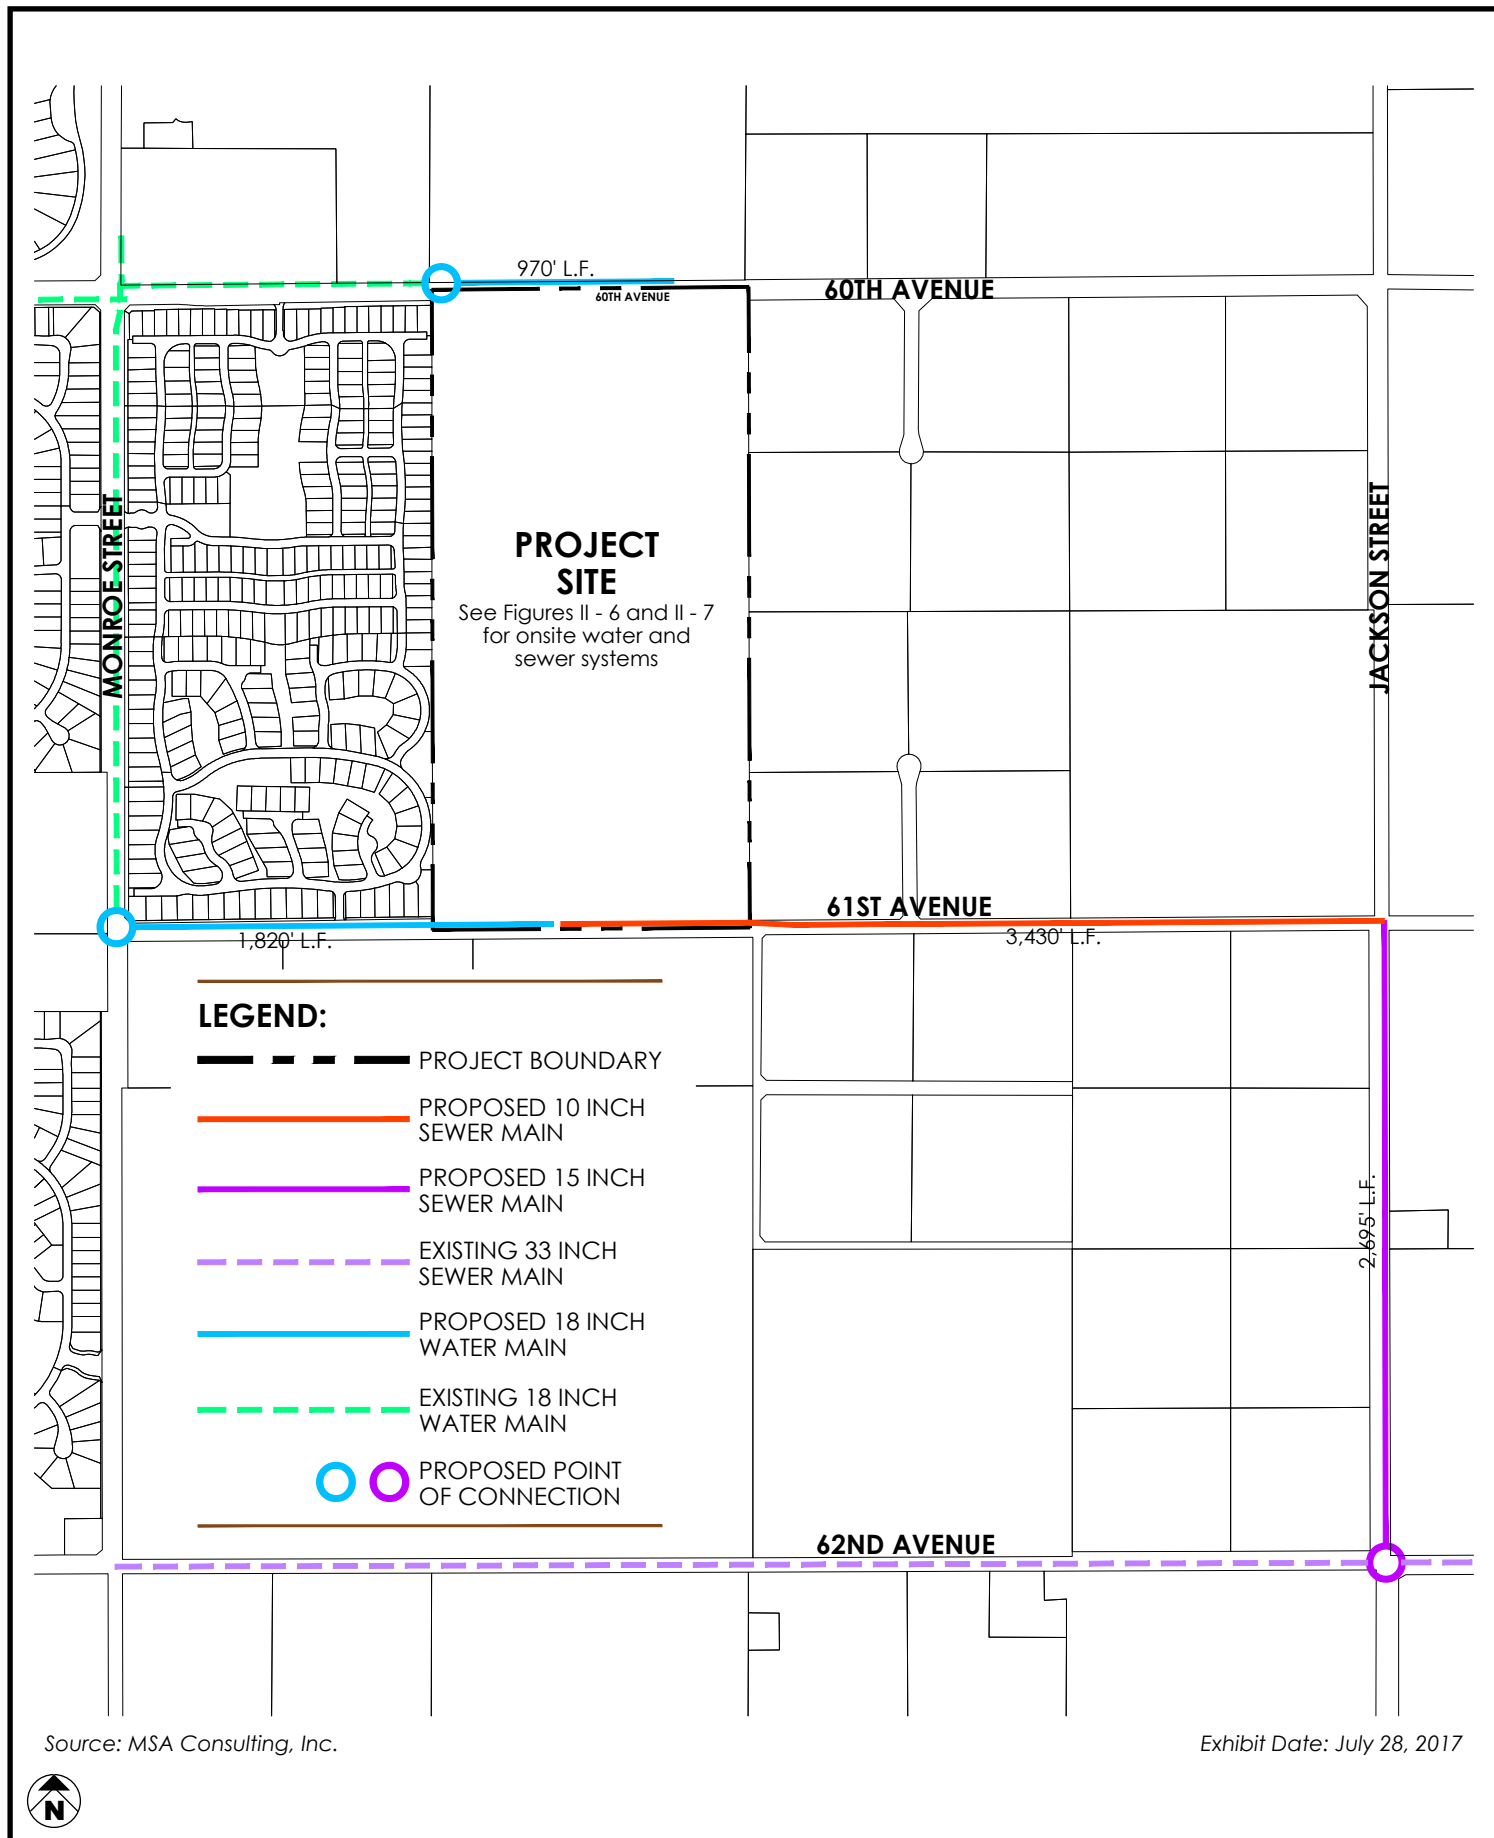 970' L.F.
60TH AVENUE
60TH AVENUE
MONROE STREET
PROJECT
SITE
See Figures II - 6 and II - 7
for onsite water and
sewer systems
JACKSON STREET
61ST AVENUE
1,820' L.F.
3,430' L.F.
LEGEND:
PROJECT BOUNDARY
PROPOSED 10 INCH
SEWER MAIN
PROPOSED 15 INCH
SEWER MAIN
2,695' L.F.
EXISTING 33 INCH
SEWER MAIN
PROPOSED 18 INCH
WATER MAIN
EXISTING 18 INCH
WATER MAIN
PROPOSED POINT
OF CONNECTION
62ND AVENUE
Source: MSA Consulting, Inc.
Exhibit Date: July 28, 2017
N